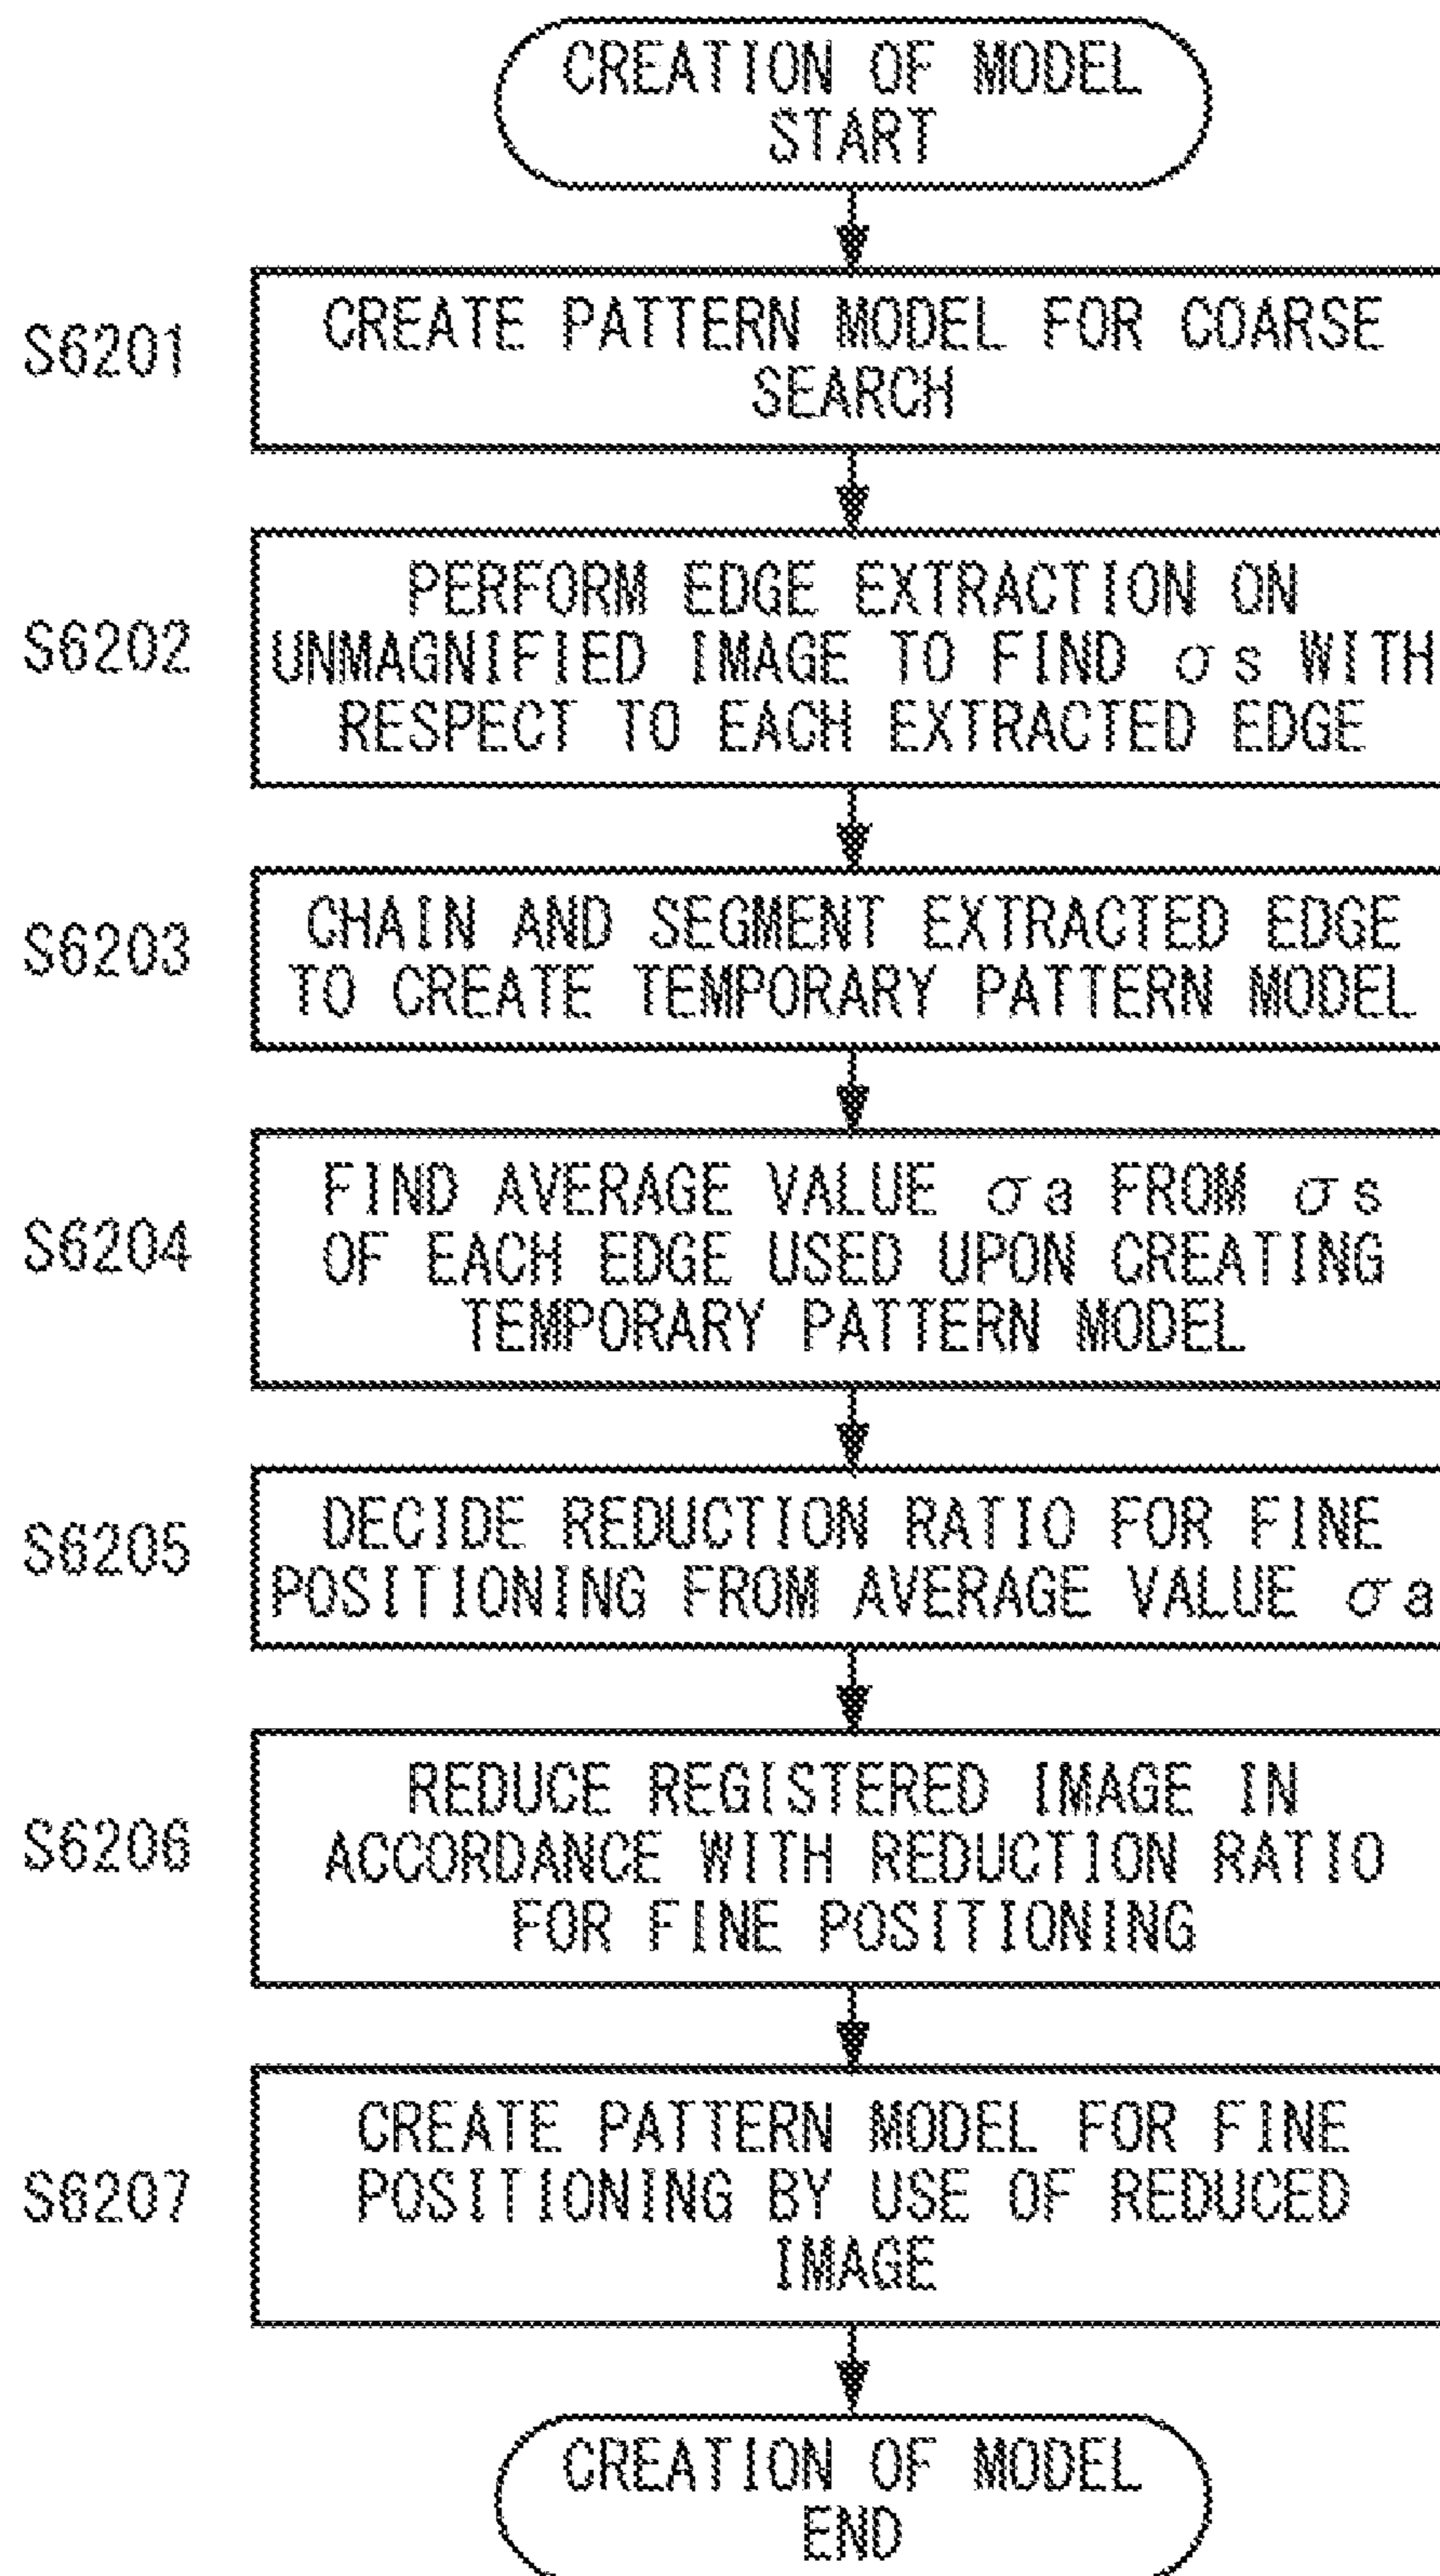 CREATION OF MODEL
START
S6201
CREATE PATTERN MODEL FOR COARSE
SEARCH
S6202
PERFORM EDGE EXTRACTION ON
UNMAGNIFIED IMAGE TO FIND σs WITH
RESPECT TO EACH EXTRACTED EDGE
S6203
CHAIN AND SEGMENT EXTRACTED EDGE
TO CREATE TEMPORARY PATTERN MODEL
S6204
FIND AVERAGE VALUE σa FROM σs
OF EACH EDGE USED UPON CREATING
TEMPORARY PATTERN MODEL
S6205
DECIDE REDUCTION RATIO FOR FINE
POSITIONING FROM AVERAGE VALUE σa
S6206
REDUCE REGISTERED IMAGE IN
ACCORDANCE WITH REDUCTION RATIO
FOR FINE POSITIONING
S6207
CREATE PATTERN MODEL FOR FINE
POSITIONING BY USE OF REDUCED
IMAGE
CREATION OF MODEL
END